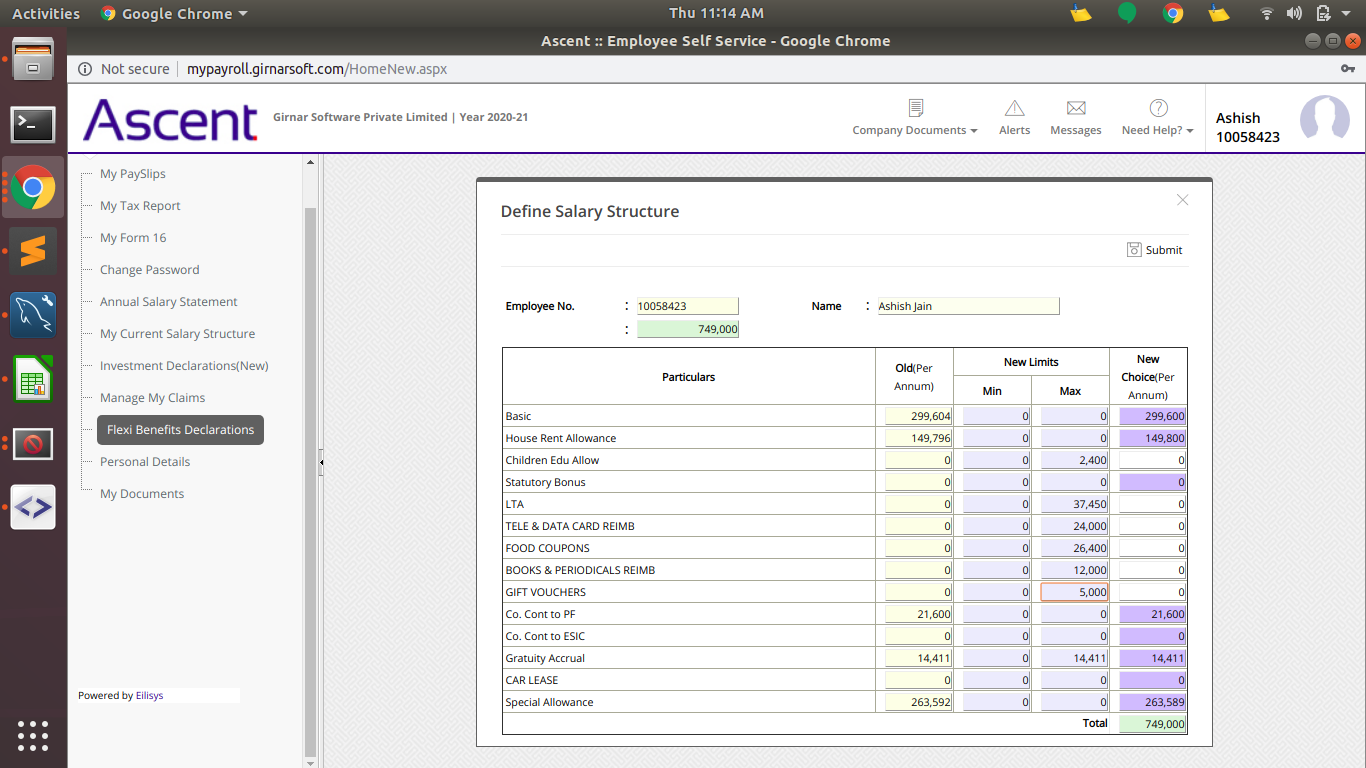 Activities Google Chrome Thu 11:14 AM
Ascent :: Employee Self Service - Google Chrome
Not secure mypayroll.girnarsoft.com/HomeNew.aspx
Ascent Girnar Software Private Limited | Year 2020-21
Company Documents Alerts Messages Need Help?
Ashish
10058423
My PaySlips
My Tax Report
My Form 16
Change Password
Annual Salary Statement
My Current Salary Structure
Investment Declarations(New)
Manage My Claims
Flexi Benefits Declarations
Personal Details
My Documents
Powered by Eilisys
Define Salary Structure
Submit
Employee No. : 10058423 Name : Ashish Jain
: 749,000
Particulars Old(Per Annum) New Limits New Choice(Per Annum)
Min Max
Basic 299,604 0 0 299,600
House Rent Allowance 149,796 0 0 149,800
Children Edu Allow 0 0 2,400 0
Statutory Bonus 0 0 0 0
LTA 0 0 37,450 0
TELE & DATA CARD REIMB 0 0 24,000 0
FOOD COUPONS 0 0 26,400 0
BOOKS & PERIODICALS REIMB 0 0 12,000 0
GIFT VOUCHERS 0 0 5,000 0
Co. Cont to PF 21,600 0 0 21,600
Co. Cont to ESIC 0 0 0 0
Gratuity Accrual 14,411 0 14,411 14,411
CAR LEASE 0 0 0 0
Special Allowance 263,592 0 0 263,589
Total 749,000